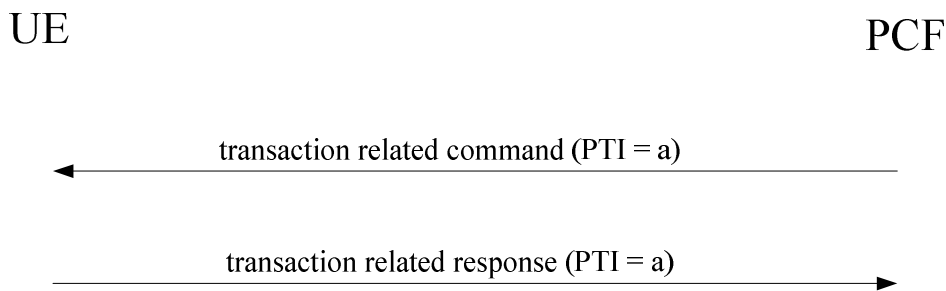 UE
PCF
transaction related command (PTI = a)
transaction related response (PTI = a)